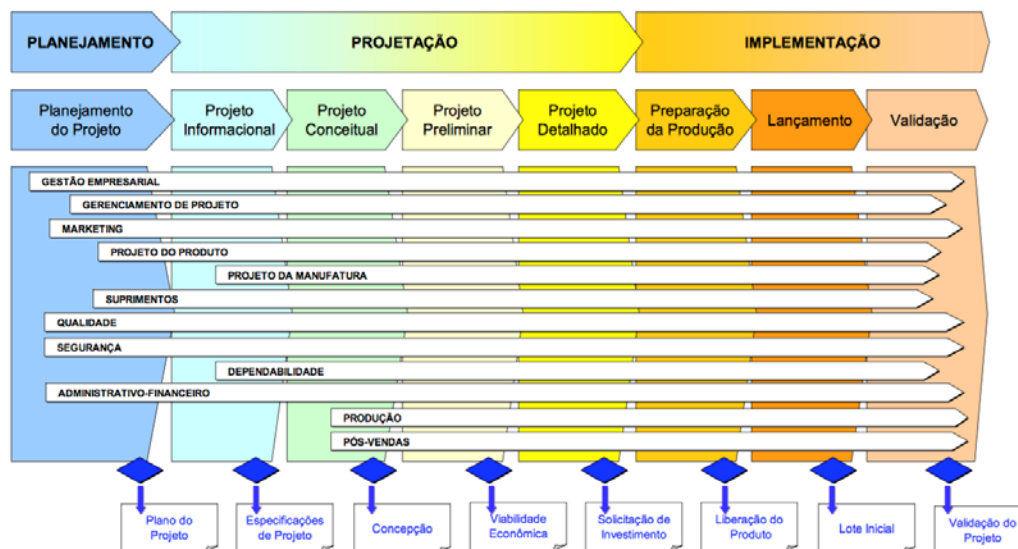 PLANEJAMENTO
PROJETAÇÃO
IMPLEMENTAÇÃO
Planejamento
do Projeto
Projeto
Informacional
Projeto
Conceitual
Projeto
Preliminar
Projeto
Detalhado
Preparação
da Produção
Lançamento
Validação
GESTÃO EMPRESARIAL
GERENCIAMENTO DE PROJETO
MARKETING
PROJETO DO PRODUTO
PROJETO DA MANUFATURA
SUPRIMENTOS
QUALIDADE
SEGURANÇA
DEPENDABILIDADE
ADMINISTRATIVO-FINANCEIRO
PRODUÇÃO
PÓS-VENDAS
Plano do
Projeto
Especificações
de Projeto
Concepção
Viabilidade
Econômica
Solicitação de
Investimento
Liberação do
Produto
Lote Inicial
Validação do
Projeto